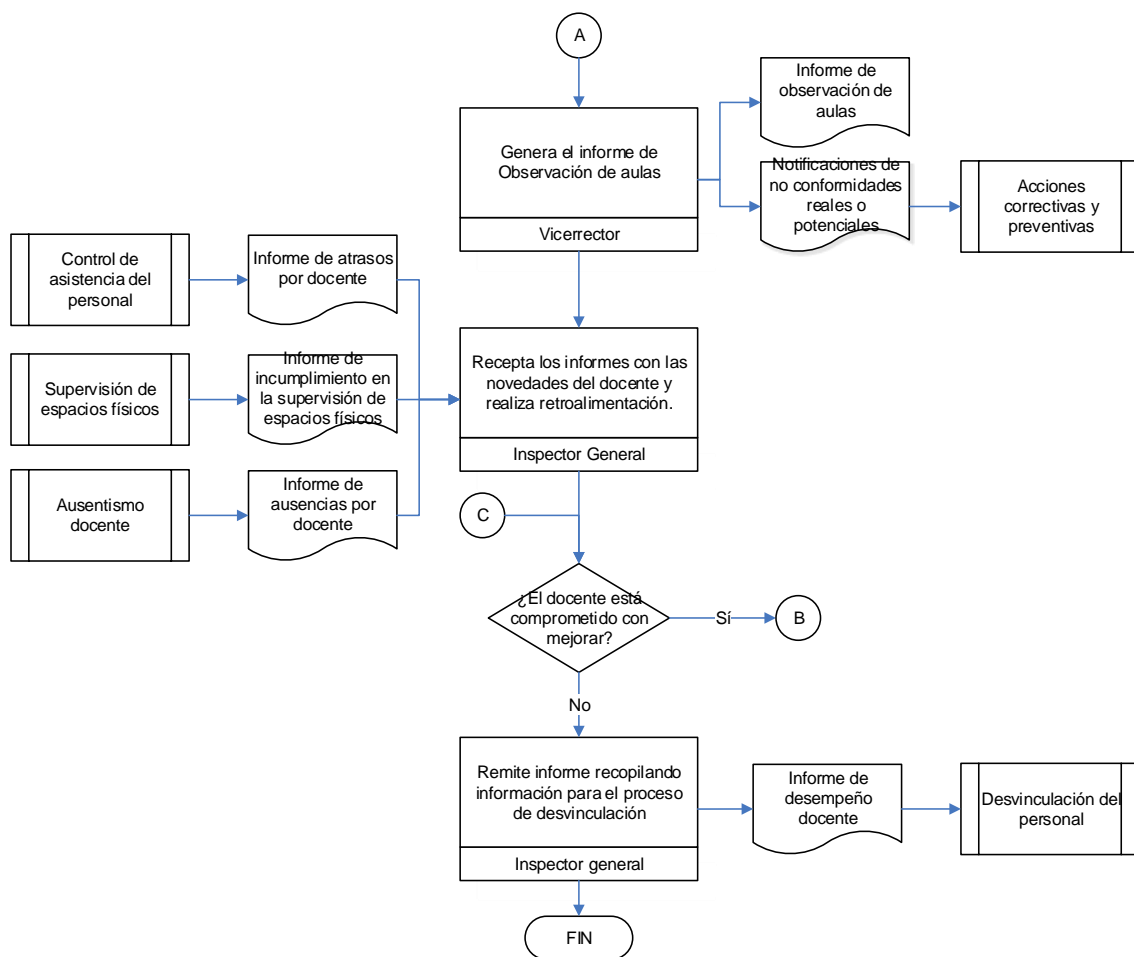 A
Informe de
observación de
aulas
Genera el informe de
Observación de aulas
Vicerrector
Notificaciones de
no conformidades
reales o
potenciales
Acciones
correctivas y
preventivas
Control de
asistencia del
personal
Informe de atrasos
por docente
Supervisión de
espacios físicos
Informe de
incumplimiento en
la supervisión de
espacios físicos
Recepta los informes con las
novedades del docente y
realiza retroalimentación.
Inspector General
Ausentismo
docente
Informe de
ausencias por
docente
C
¿El docente está
comprometido con
mejorar?
Sí
B
No
Remite informe recopilando
información para el proceso
de desvinculación
Inspector general
Informe de
desempeño
docente
Desvinculación del
personal
FIN